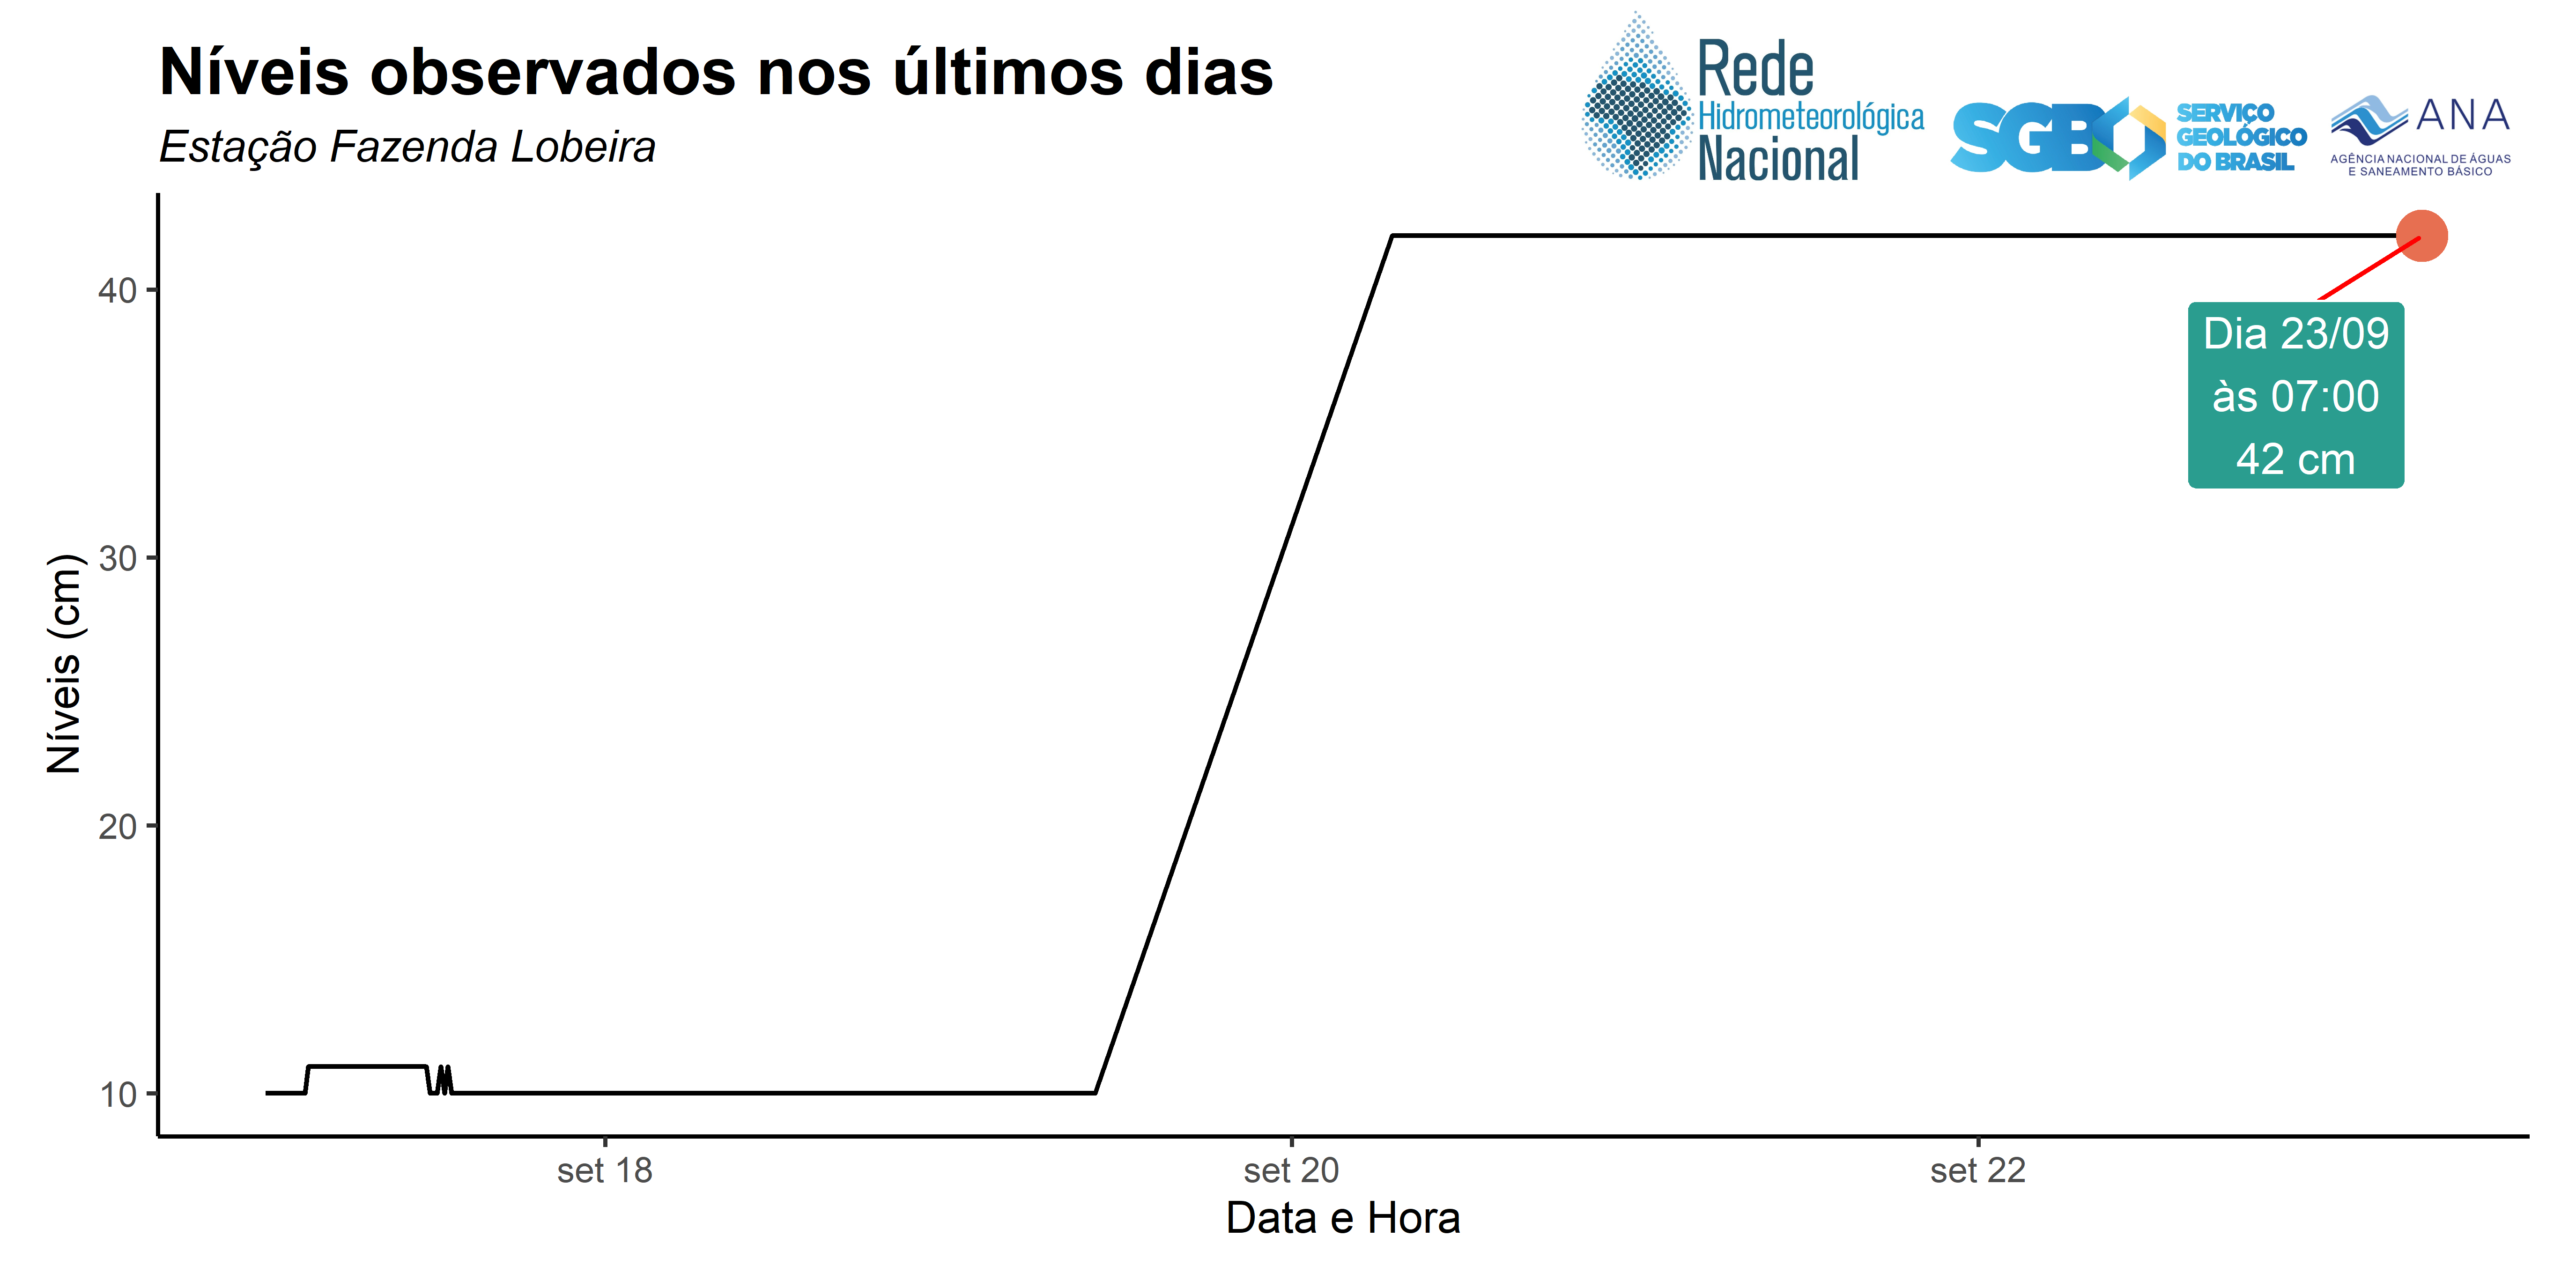 Níveis observados nos últimos dias
Estação Fazenda Lobeira
Rede
Hidrometeorológica
Nacional
SGB
SERVIÇO
GEOLÓGICO
DO BRASIL
ANA
AGÊNCIA NACIONAL DE ÁGUAS
E SANEAMENTO BÁSICO
Níveis (cm)
40
30
20
10
Dia 23/09
às 07:00
42 cm
set 18
set 20
set 22
Data e Hora